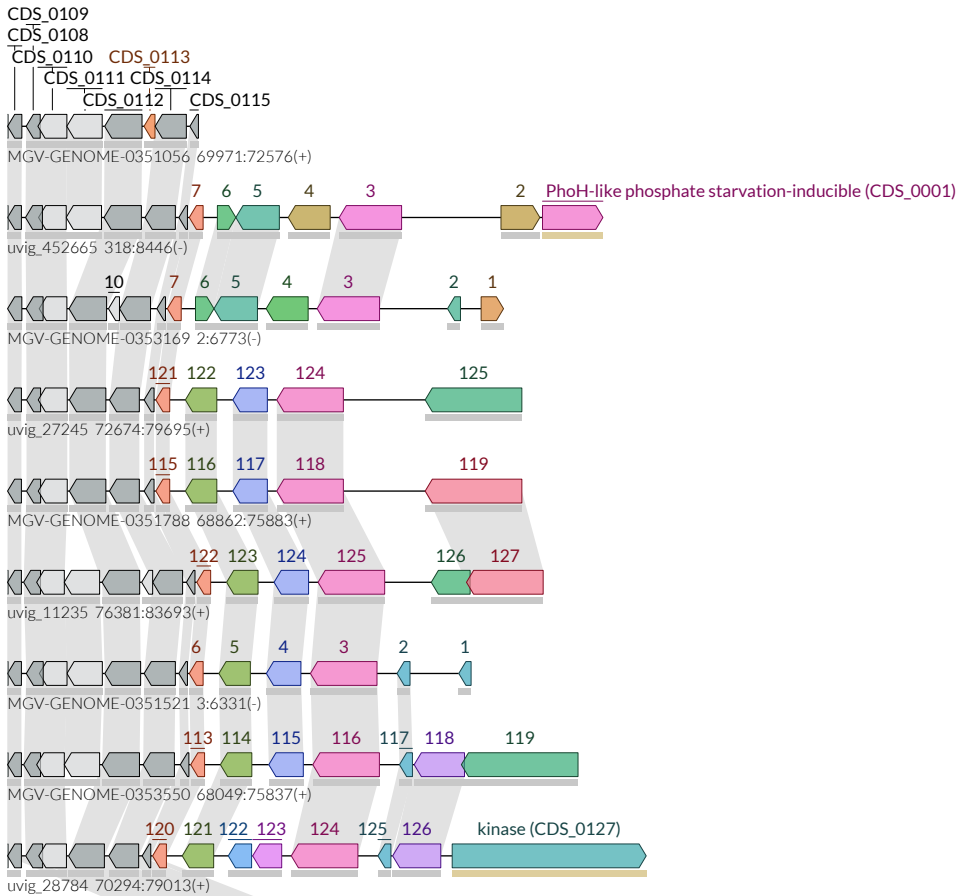 CDS_0109
CDS_0108
CDS_0110 CDS_0113
CDS_0111 CDS_0114
CDS_0112 CDS_0115
MGV-GENOME-0351056 69971:72576(+)
7 6 5 4 3 2 PhoH-like phosphate starvation-inducible (CDS_0001)
uvig_452665 318:8446(-)
10 7 6 5 4 3 2 1
MGV-GENOME-0353169 2:6773(-)
121 122 123 124 125
uvig_27245 72674:79695(+)
115 116 117 118 119
MGV-GENOME-0351788 68862:75883(+)
122 123 124 125 126 127
uvig_11235 76381:83693(+)
6 5 4 3 2 1
MGV-GENOME-0351521 3:6331(-)
113 114 115 116 117 118 119
MGV-GENOME-0353550 68049:75837(+)
120 121 122 123 124 125 126 kinase (CDS_0127)
uvig_28784 70294:79013(+)